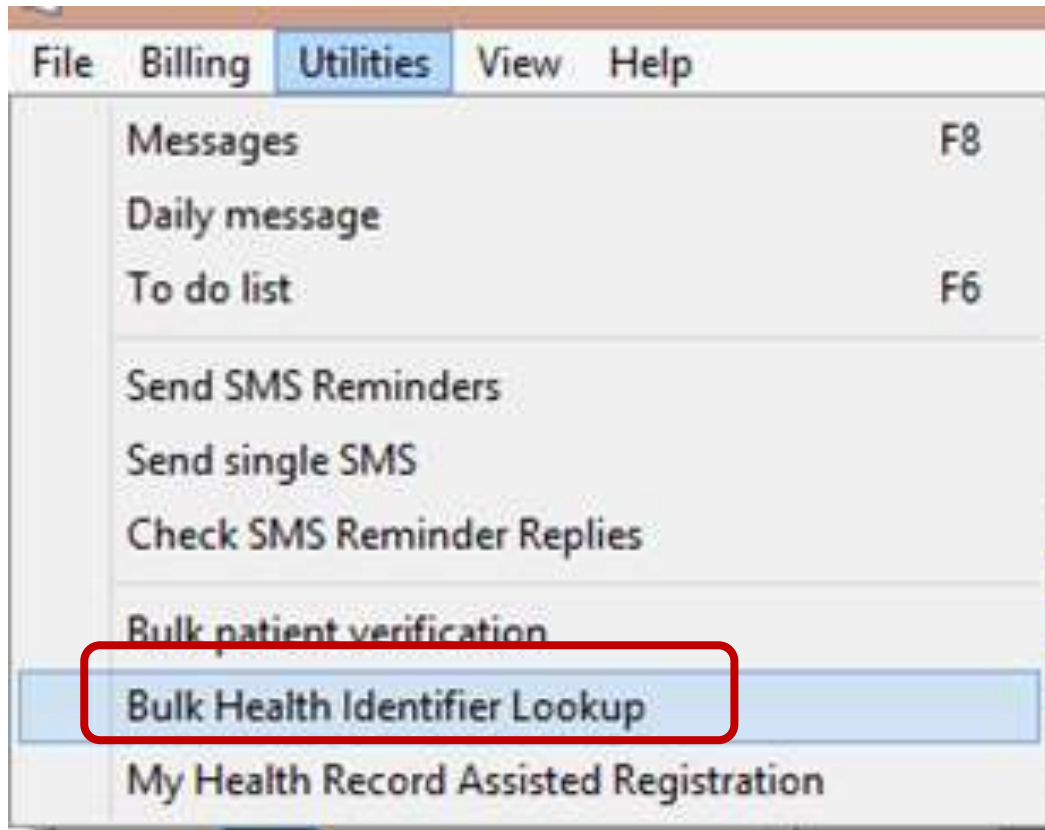 File Billing Utilities View Help
Messages F8
Daily message
To do list F6
Send SMS Reminders
Send single SMS
Check SMS Reminder Replies
Bulk patient verification
Bulk Health Identifier Lookup
My Health Record Assisted Registration